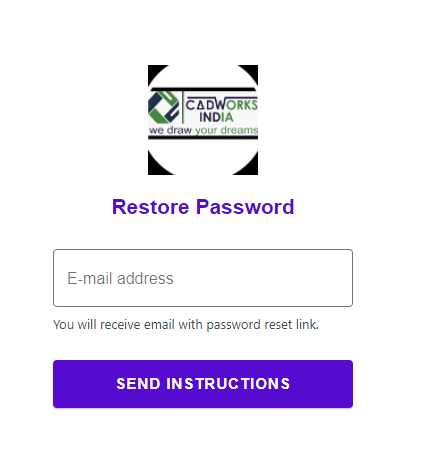 CADWORKS
INDIA
we draw your dreams
Restore Password
E-mail address
You will receive email with password reset link.
SEND INSTRUCTIONS